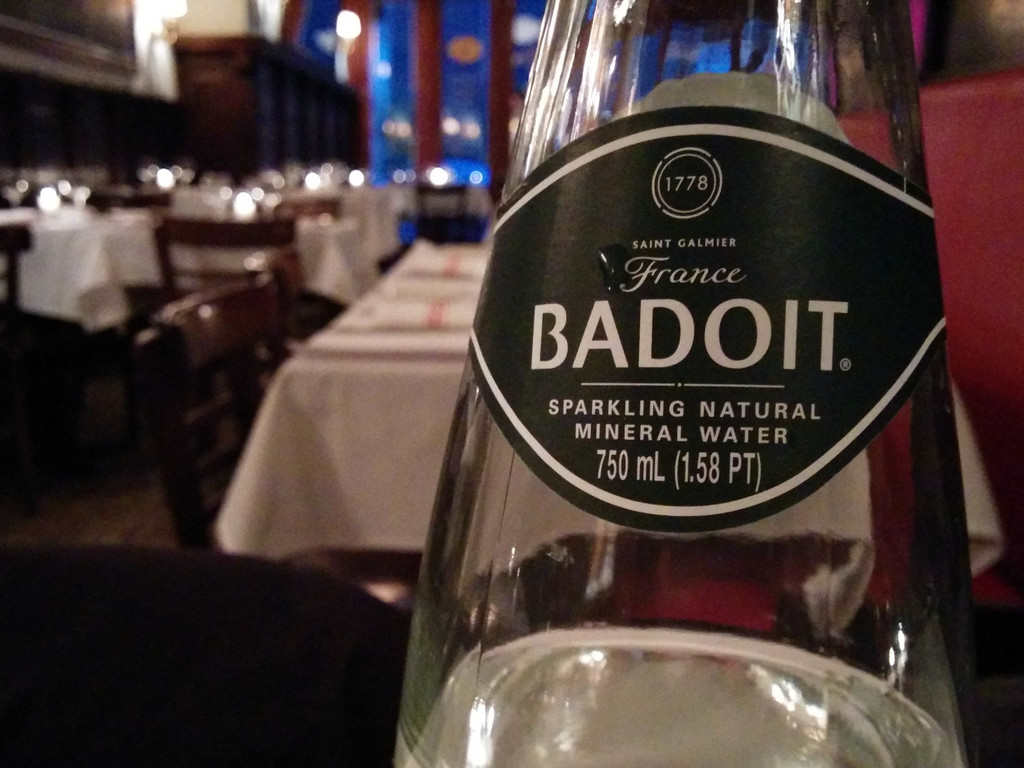 1778
SAINT GALMIER
France
BADOIT®
SPARKLING NATURAL
MINERAL WATER
750 mL (1.58 PT)